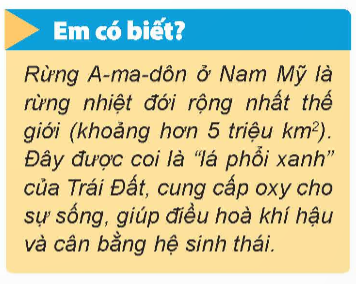 Em có biết?
Rừng A-ma-dôn ở Nam Mỹ là
rừng nhiệt đới rộng nhất thế
giới (khoảng hơn 5 triệu km²).
Đây được coi là “lá phổi xanh”
của Trái Đất, cung cấp oxy cho
sự sống, giúp điều hoà khí hậu
và cân bằng hệ sinh thái.